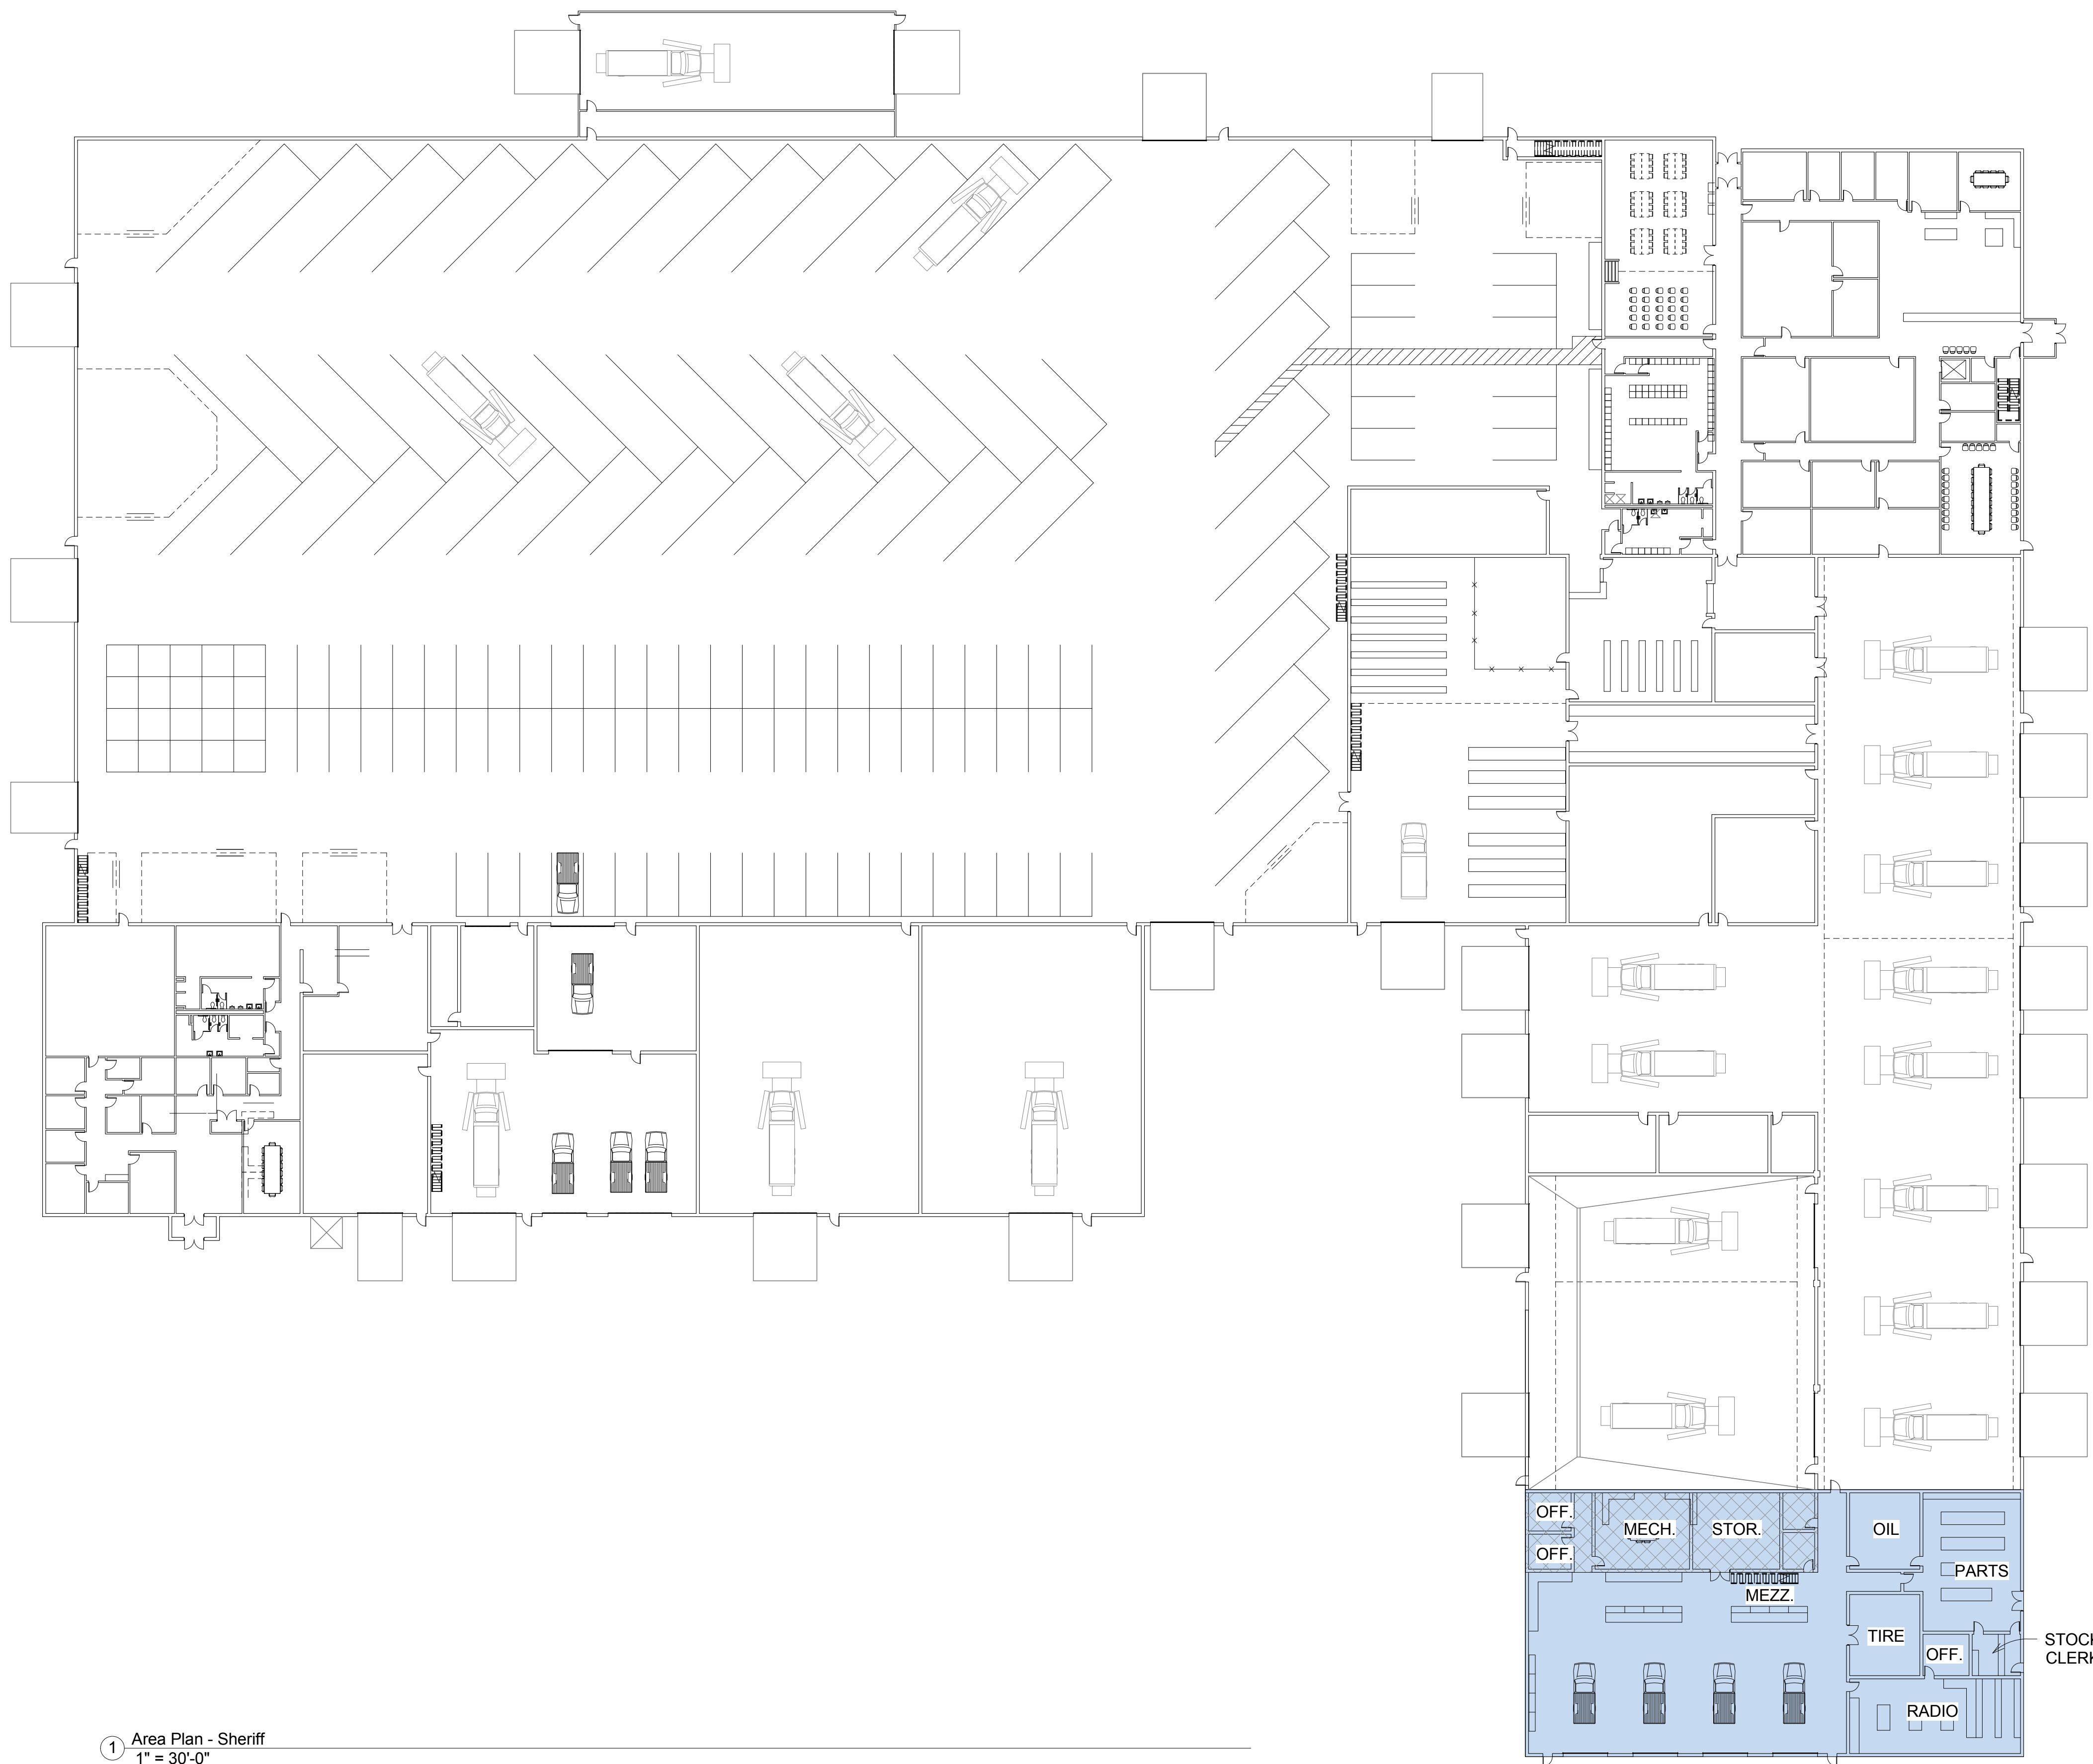 OFF.
MECH.
STOR.
OIL
OFF.
PARTS
MEZZ.
TIRE
OFF.
RADIO
1
Area Plan - Sheriff
1" = 30'-0"